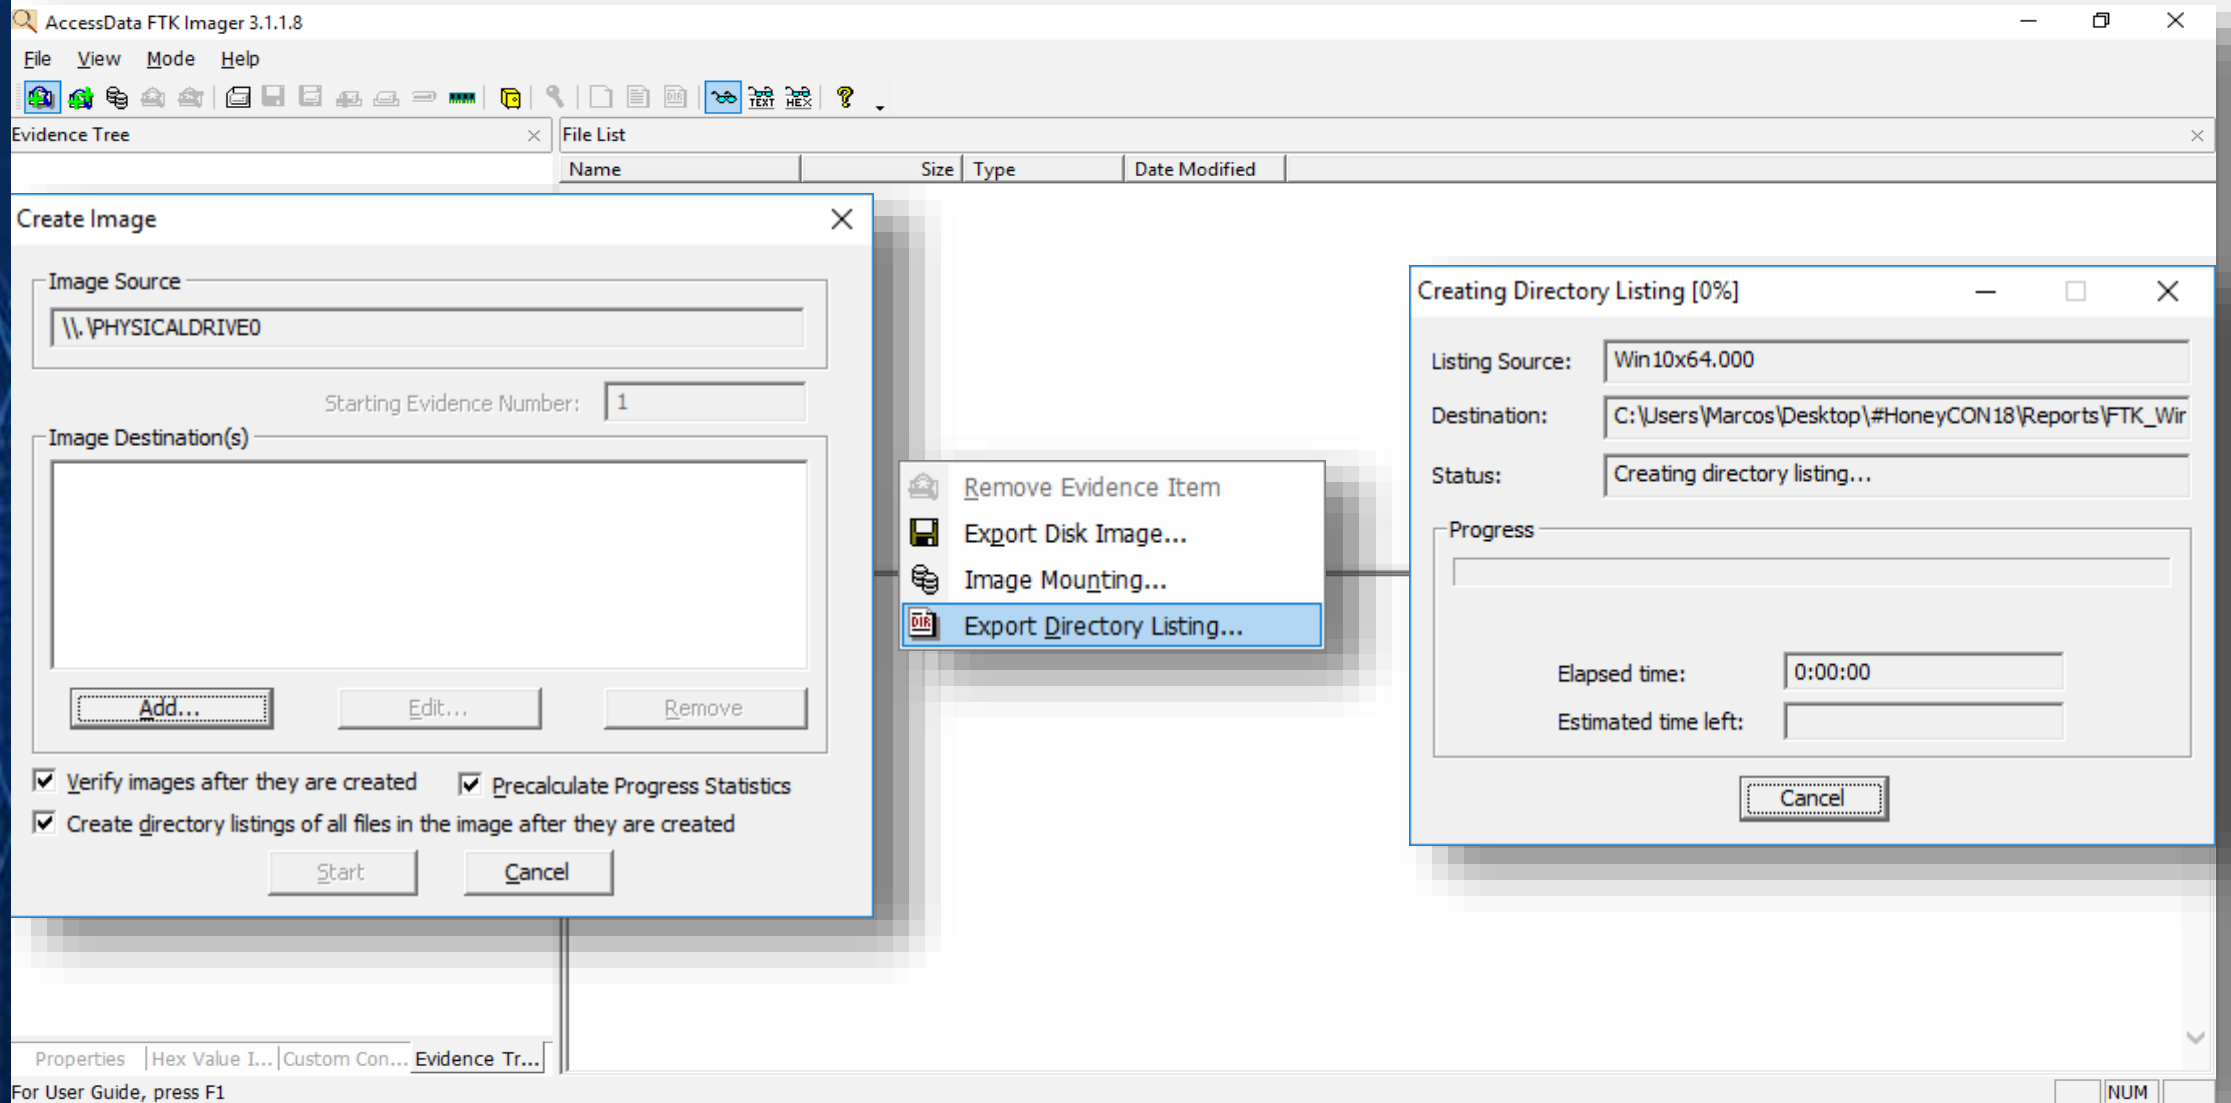 AccessData FTK Imager 3.1.1.8
File View Mode Help
TEXT HEX
Evidence Tree
File List
Name Size Type Date Modified
Create Image
Image Source
\\.\PHYSICALDRIVE0
Starting Evidence Number: 1
Image Destination(s)
Add... Edit... Remove
Verify images after they are created
Precalculate Progress Statistics
Create directory listings of all files in the image after they are created
Start Cancel
Remove Evidence Item
Export Disk Image...
Image Mounting...
DIR Export Directory Listing...
Creating Directory Listing [0%]
Listing Source: Win10x64.000
Destination: C:\Users\Marcos\Desktop\#HoneyCON18\Reports\FTK_Wir
Status: Creating directory listing...
Progress
Elapsed time: 0:00:00
Estimated time left:
Cancel
Properties Hex Value I... Custom Con... Evidence Tr...
For User Guide, press F1
NUM